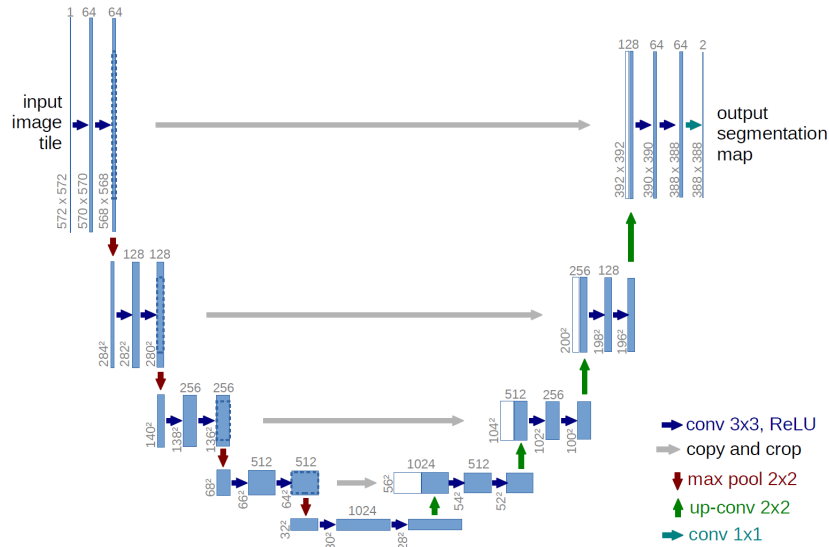 1 64 64
128 64 64 2
input
image
tile
output
segmentation
map
572 x 572
570 x 570
568 x 568
392 x 392
390 x 390
388 x 388
388 x 388
128 128
256 128
284²
282²
280²
200²
198²
196²
256 256
512 256
140²
138²
136²
104²
102²
100²
512 512
1024 512
68²
66²
64²
56²
54²
52²
1024
32²
30²
28²
conv 3x3, ReLU
copy and crop
max pool 2x2
up-conv 2x2
conv 1x1